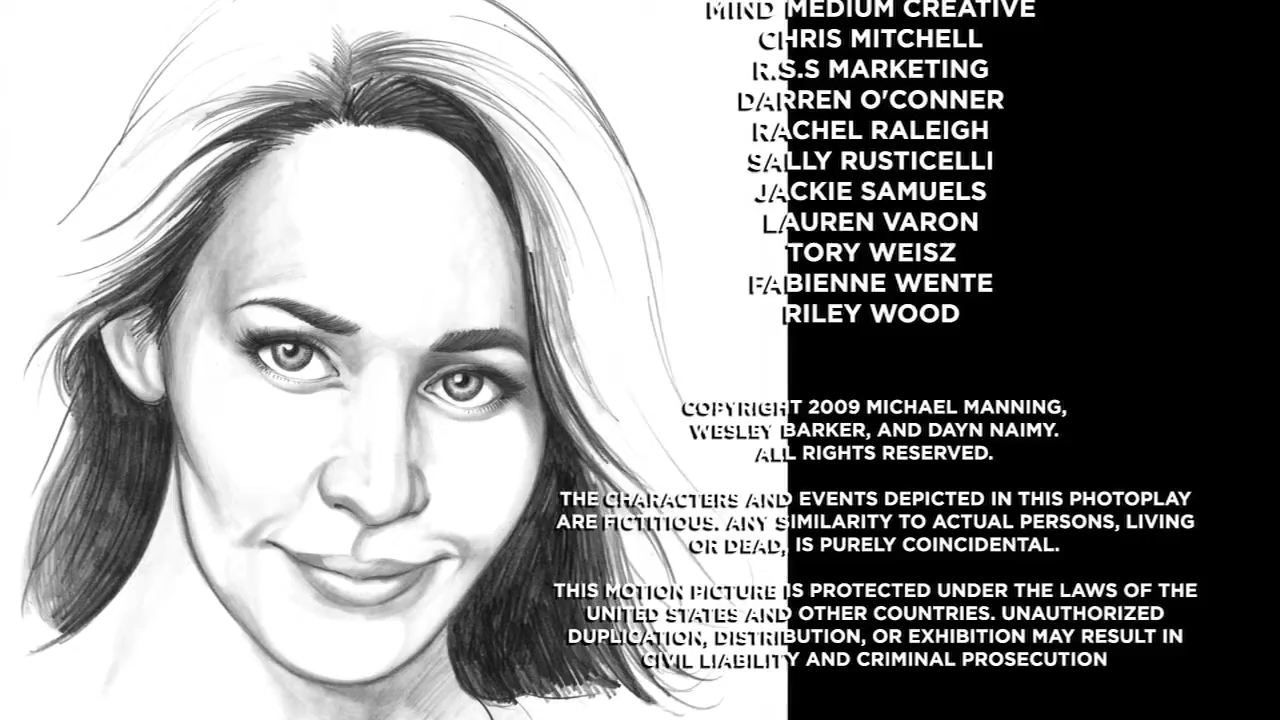 MIND MEDIUM CREATIVE
CHRIS MITCHELL
R.S.S MARKETING
DARREN O'CONNER
RACHEL RALEIGH
SALLY RUSTICELLI
JACKIE SAMUELS
LAUREN VARON
TORY WEISZ
FABIENNE WENTE
RILEY WOOD
COPYRIGHT 2009 MICHAEL MANNING,
WESLEY BARKER, AND DAYN NAIMY.
ALL RIGHTS RESERVED.
THE CHARACTERS AND EVENTS DEPICTED IN THIS PHOTOPLAY
ARE FICTITIOUS. ANY SIMILARITY TO ACTUAL PERSONS, LIVING
OR DEAD, IS PURELY COINCIDENTAL.
THIS MOTION PICTURE IS PROTECTED UNDER THE LAWS OF THE
UNITED STATES AND OTHER COUNTRIES. UNAUTHORIZED
DUPLICATION, DISTRIBUTION, OR EXHIBITION MAY RESULT IN
CIVIL LIABILITY AND CRIMINAL PROSECUTION